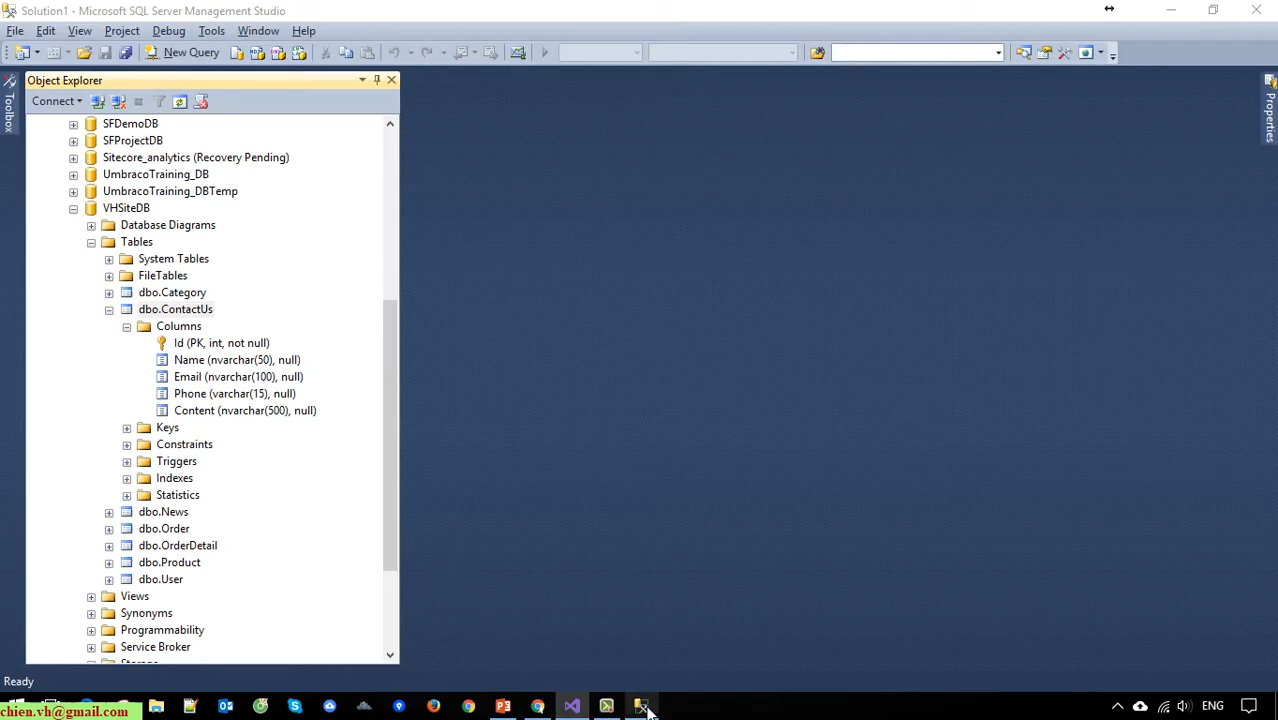 Solution1 - Microsoft SQL Server Management Studio
File Edit View Project Debug Tools Window Help
New Query
Object Explorer
Connect
Toolbox
Properties
SFDemoDB
SFProjectDB
Sitecore_analytics (Recovery Pending)
UmbracoTraining_DB
UmbracoTraining_DBTemp
VHSiteDB
Database Diagrams
Tables
System Tables
FileTables
dbo.Category
dbo.ContactUs
Columns
Id (PK, int, not null)
Name (nvarchar(50), null)
Email (nvarchar(100), null)
Phone (varchar(15), null)
Content (nvarchar(500), null)
Keys
Constraints
Triggers
Indexes
Statistics
dbo.News
dbo.Order
dbo.OrderDetail
dbo.Product
dbo.User
Views
Synonyms
Programmability
Service Broker
Storage
Ready
chien.vh@gmail.com
ENG